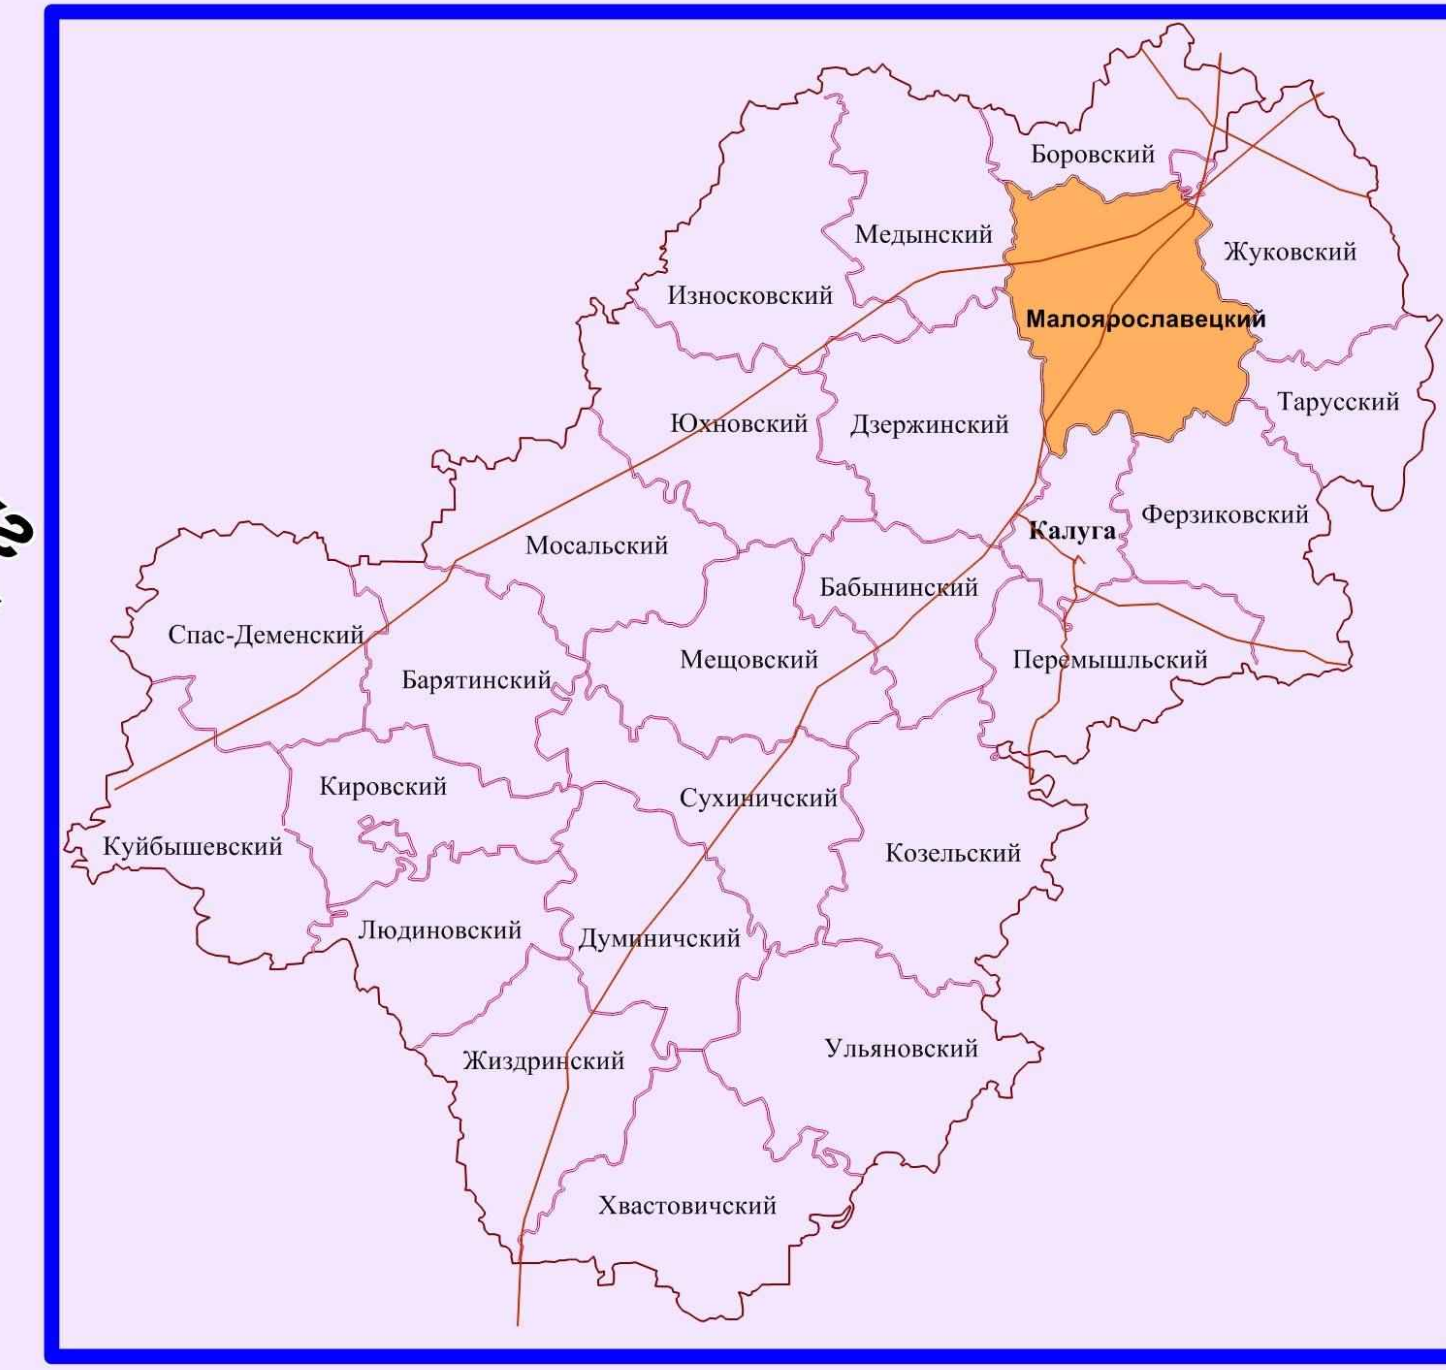 Боровский
Медынский
Жуковский
Износковский
Малоярославецкий
Тарусский
Юхновский
Дзержинский
Ферзиковский
Калуга
Мосальский
Бабынинский
Спас-Деменский
Мещовский
Перемышльский
Барятинский
Кировский
Сухиничский
Куйбышевский
Козельский
Людиновский
Думиничский
Ульяновский
Жиздринский
Хвастовичский